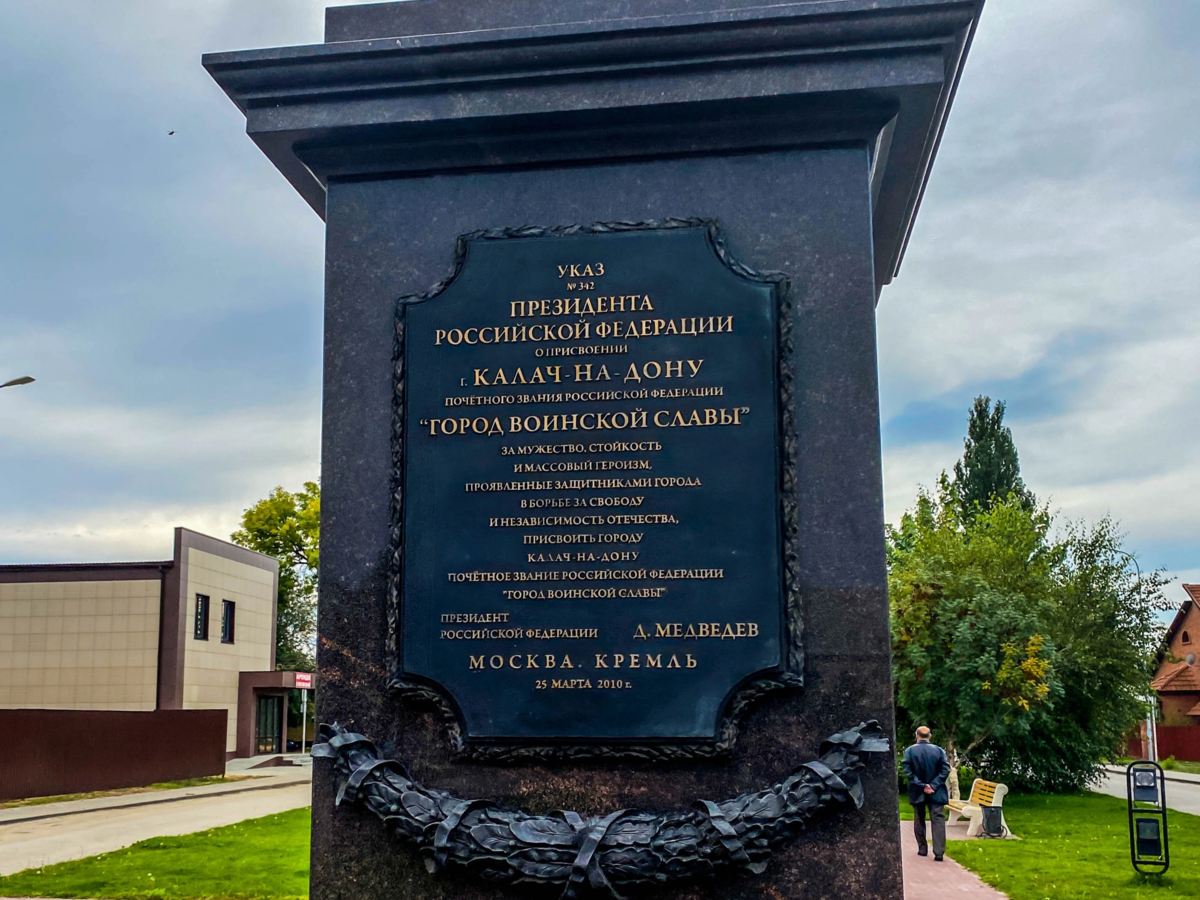 УКАЗ
№ 342
ПРЕЗИДЕНТА
РОССИЙСКОЙ ФЕДЕРАЦИИ
О ПРИСВОЕНИИ
г. КАЛАЧ-НА-ДОНУ
ПОЧЁТНОГО ЗВАНИЯ РОССИЙСКОЙ ФЕДЕРАЦИИ
“ГОРОД ВОИНСКОЙ СЛАВЫ”
ЗА МУЖЕСТВО, СТОЙКОСТЬ
И МАССОВЫЙ ГЕРОИЗМ,
ПРОЯВЛЕННЫЕ ЗАЩИТНИКАМИ ГОРОДА
В БОРЬБЕ ЗА СВОБОДУ
И НЕЗАВИСИМОСТЬ ОТЕЧЕСТВА,
ПРИСВОИТЬ ГОРОДУ
КАЛАЧ-НА-ДОНУ
ПОЧЁТНОЕ ЗВАНИЕ РОССИЙСКОЙ ФЕДЕРАЦИИ
"ГОРОД ВОИНСКОЙ СЛАВЫ"
ПРЕЗИДЕНТ
РОССИЙСКОЙ ФЕДЕРАЦИИ Д. МЕДВЕДЕВ
МОСКВА. КРЕМЛЬ
25 МАРТА 2010 г.